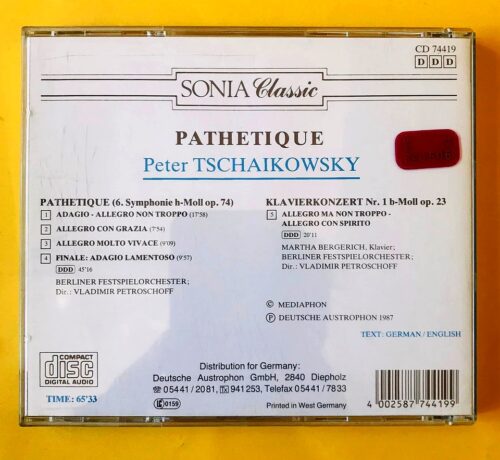 CD 74419
D D D
SONIA Classic
PATHETIQUE
Peter TSCHAIKOWSKY
PATHETIQUE (6. Symphonie h-Moll op. 74)
1 ADAGIO - ALLEGRO NON TROPPO (17'58)
2 ALLEGRO CON GRAZIA (7'54)
3 ALLEGRO MOLTO VIVACE (9'09)
4 FINALE: ADAGIO LAMENTOSO (9'57)
DDD 45'16
BERLINER FESTSPIELORCHESTER;
Dir.: VLADIMIR PETROSCHOFF
KLAVIERKONZERT Nr. 1 b-Moll op. 23
5 ALLEGRO MA NON TROPPO -
ALLEGRO CON SPIRITO
DDD 20'11
MARTHA BERGERICH, Klavier;
BERLINER FESTSPIELORCHESTER;
Dir.: VLADIMIR PETROSCHOFF
© MEDIAPHON
℗ DEUTSCHE AUSTROPHON 1987
TEXT: GERMAN / ENGLISH
COMPACT
disc
DIGITAL AUDIO
TIME: 65'33
Distribution for Germany:
Deutsche Austrophon GmbH, 2840 Diepholz
☎ 05441 / 2081, 941 253, Telefax 05441 / 7833
0159
Printed in West Germany
4 002587 744199